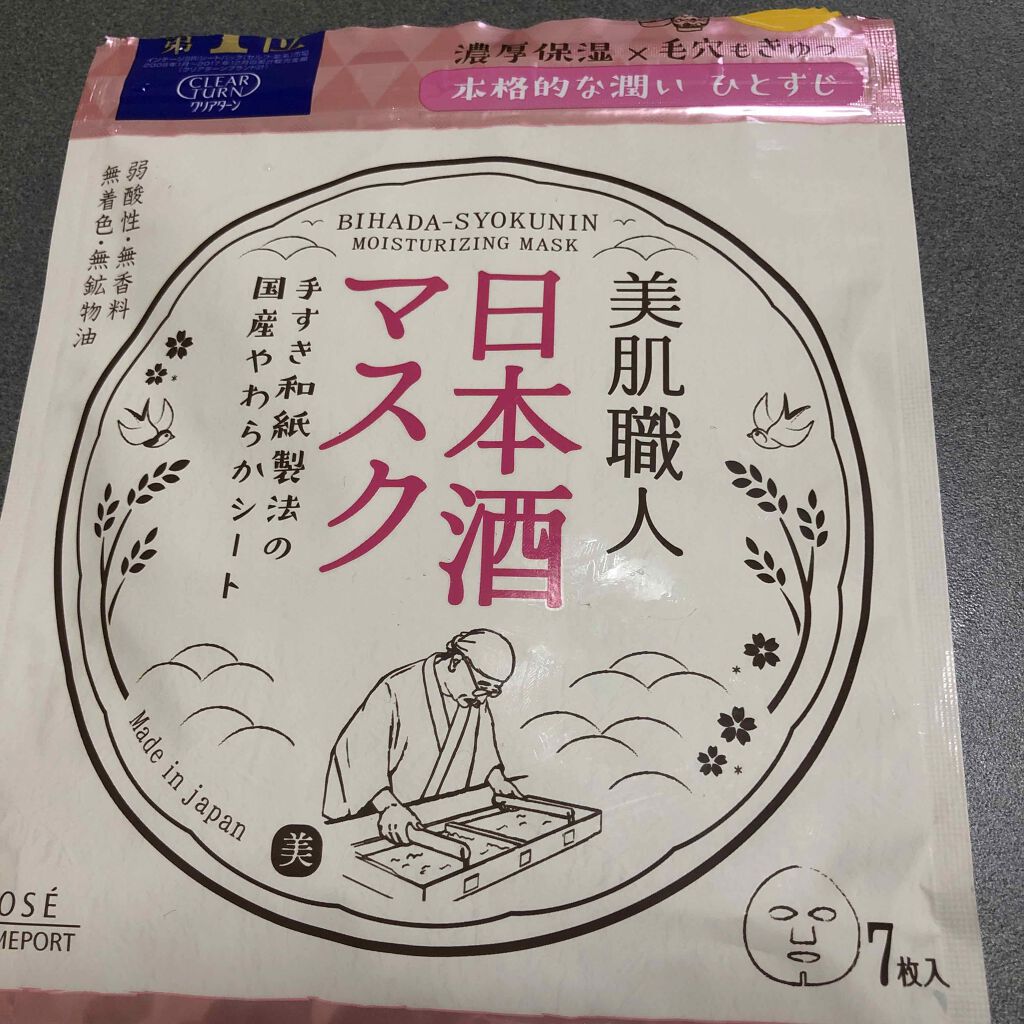 第1位
CLEAR
TURN
クリアターン
濃厚保湿×毛穴もぎゅっ
本格的な潤い ひとすじ
弱酸性・無香料
無着色・無鉱物油
BIHADA-SYOKUNIN
MOISTURIZING MASK
美肌職人
日本酒
マスク
手すき和紙製法の
国産やわらかシート
Made in japan
美
OSÉ
MEPORT
7枚入